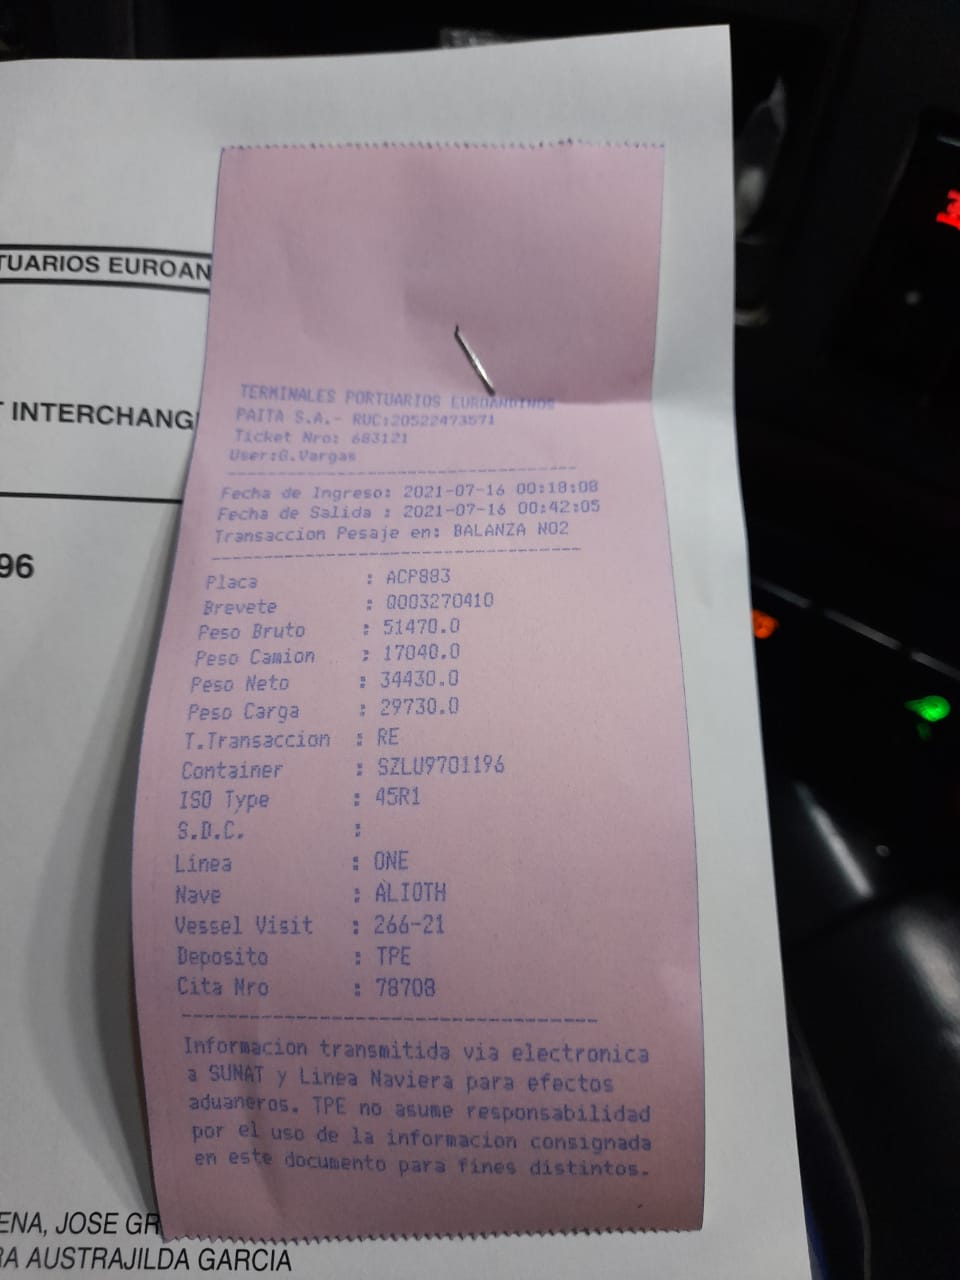 TUARIOS EUROAN
T INTERCHANG
96
TERMINALES PORTUARIOS EUROANDINOS
PAITA S.A.- RUC:20522473571
Ticket Nro: 683121
User:G.Vargas
Fecha de Ingreso: 2021-07-16 00:18:08
Fecha de Salida : 2021-07-16 00:42:05
Transaccion Pesaje en: BALANZA NO2
Placa : ACP883
Brevete : Q003270410
Peso Bruto : 51470.0
Peso Camion : 17040.0
Peso Neto : 34430.0
Peso Carga : 29730.0
T.Transaccion : RE
Container : SZLU9701196
ISO Type : 45R1
S.D.C. :
Linea : ONE
Nave : ALIOTH
Vessel Visit : 266-21
Deposito : TPE
Cita Nro : 78708
Informacion transmitida via electronica
a SUNAT y Linea Naviera para efectos
aduaneros. TPE no asume responsabilidad
por el uso de la informacion consignada
en este documento para fines distintos.
ENA, JOSE GR
RA AUSTRAJILDA GARCIA